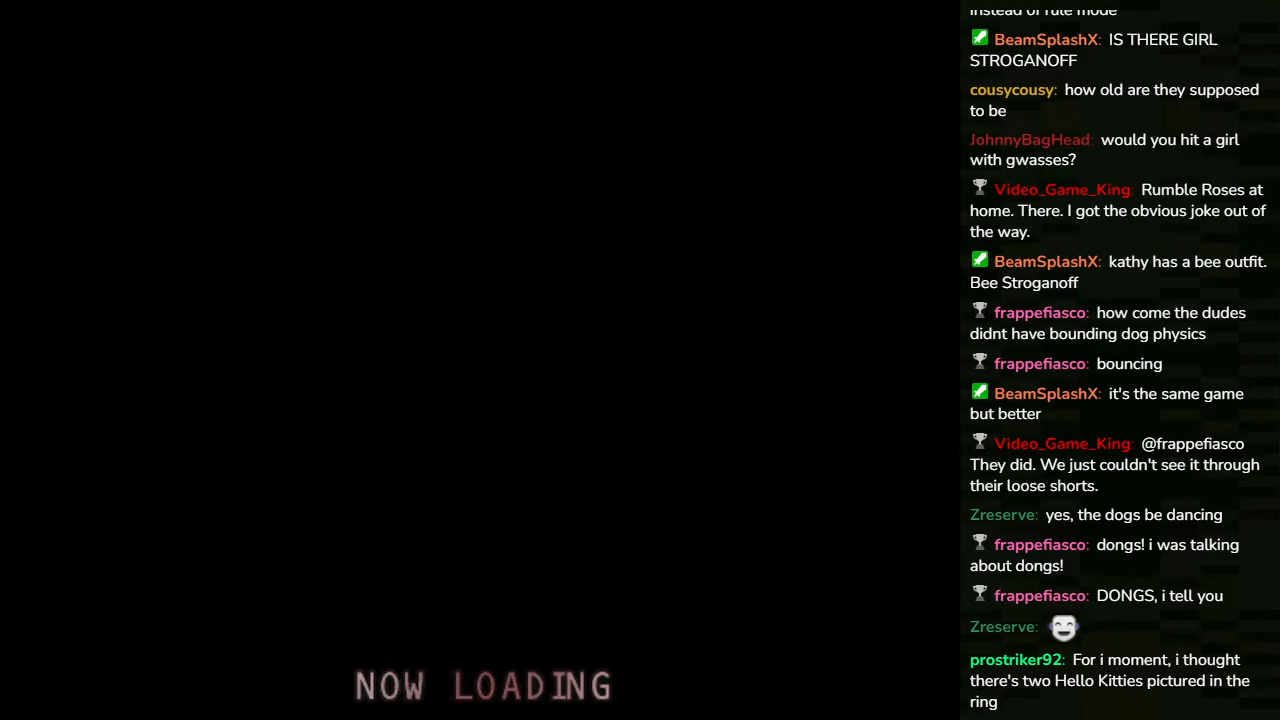 instead of rule mode
BeamSplashX: IS THERE GIRL
STROGANOFF
cousycousy: how old are they supposed
to be
JohnnyBagHead: would you hit a girl
with gwasses?
Video_Game_King: Rumble Roses at
home. There. I got the obvious joke out of
the way.
BeamSplashX: kathy has a bee outfit.
Bee Stroganoff
frappefiasco: how come the dudes
didnt have bounding dog physics
frappefiasco: bouncing
BeamSplashX: it's the same game
but better
Video_Game_King: @frappefiasco
They did. We just couldn't see it through
their loose shorts.
Zreserve: yes, the dogs be dancing
frappefiasco: dongs! i was talking
about dongs!
frappefiasco: DONGS, i tell you
Zreserve:
prostriker92: For i moment, i thought
there's two Hello Kitties pictured in the
ring
NOW LOADING